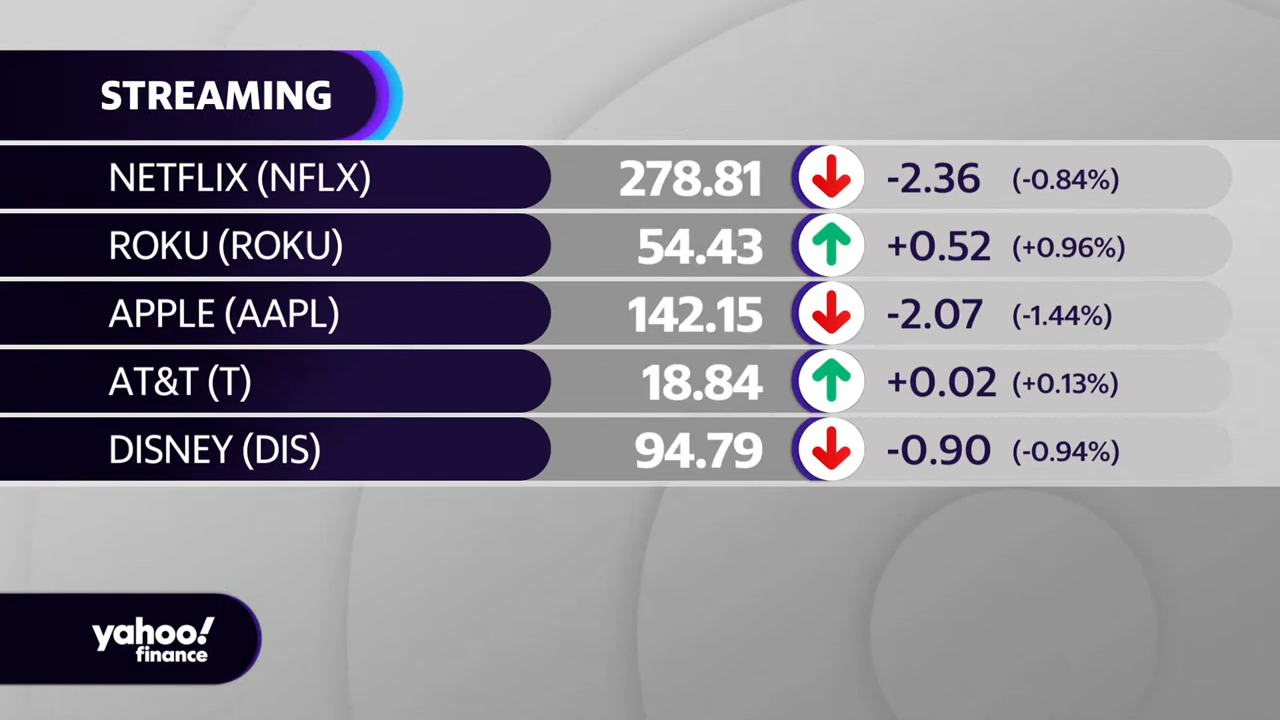 STREAMING
NETFLIX (NFLX) 278.81 -2.36 (-0.84%)
ROKU (ROKU) 54.43 +0.52 (+0.96%)
APPLE (AAPL) 142.15 -2.07 (-1.44%)
AT&T (T) 18.84 +0.02 (+0.13%)
DISNEY (DIS) 94.79 -0.90 (-0.94%)
yahoo!
finance